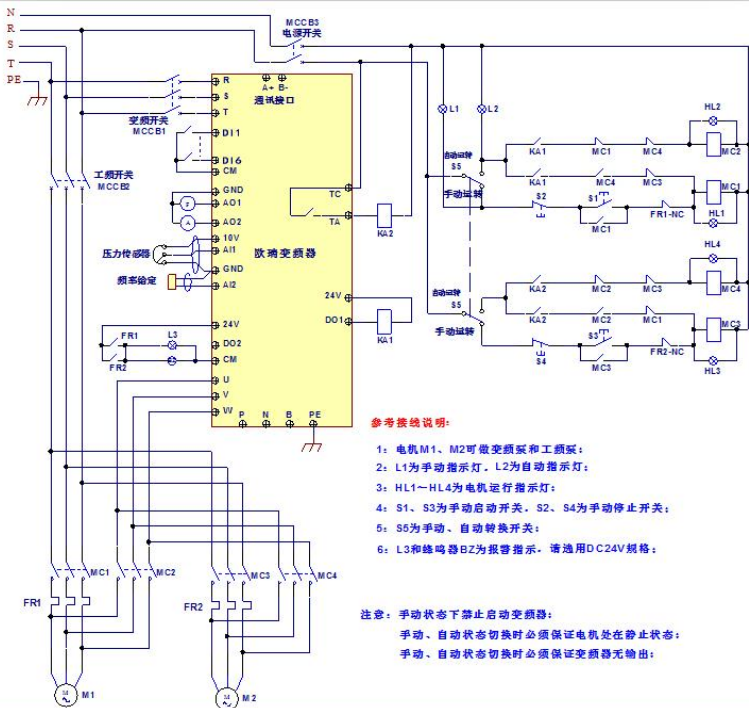 N
R
S
T
PE
MCCB3
电源开关
变频开关
MCCB1
工频开关
MCCB2
R
S
T
A+ B-
通讯接口
DI1
DI6
CM
GND
AO1
AO2
10V
AI1
GND
AI2
压力传感器
频率给定
欧瑞变频器
TC
TA
KA2
24V
DO1
KA1
24V
DO2
CM
FR1
FR2
L3
U
V
W
P N B PE
L1
L2
自动运转
S5
手动运转
HL2
KA1 MC1 MC4 MC2
KA1 MC4 MC3 MC1
S2
S1
MC1
FR1-NC
HL1
HL4
自动运转
S5
手动运转
KA2 MC2 MC3 MC4
KA2 MC2 MC1 MC3
S4
S3
MC3
FR2-NC
HL3
参考接线说明:
1: 电机M1、M2可做变频泵和工频泵;
2: L1为手动指示灯, L2为自动指示灯;
3: HL1~HL4为电机运行指示灯;
4: S1、S3为手动启动开关, S2、S4为手动停止开关;
5: S5为手动、自动转换开关;
6: L3和蜂鸣器BZ为报警指示, 请选用DC24V规格;
注意: 手动状态下禁止启动变频器:
手动、自动状态切换时必须保证电机处在静止状态;
手动、自动状态切换时必须保证变频器无输出;
MC1
MC2
MC3
MC4
FR1
FR2
M
M1
M
M2